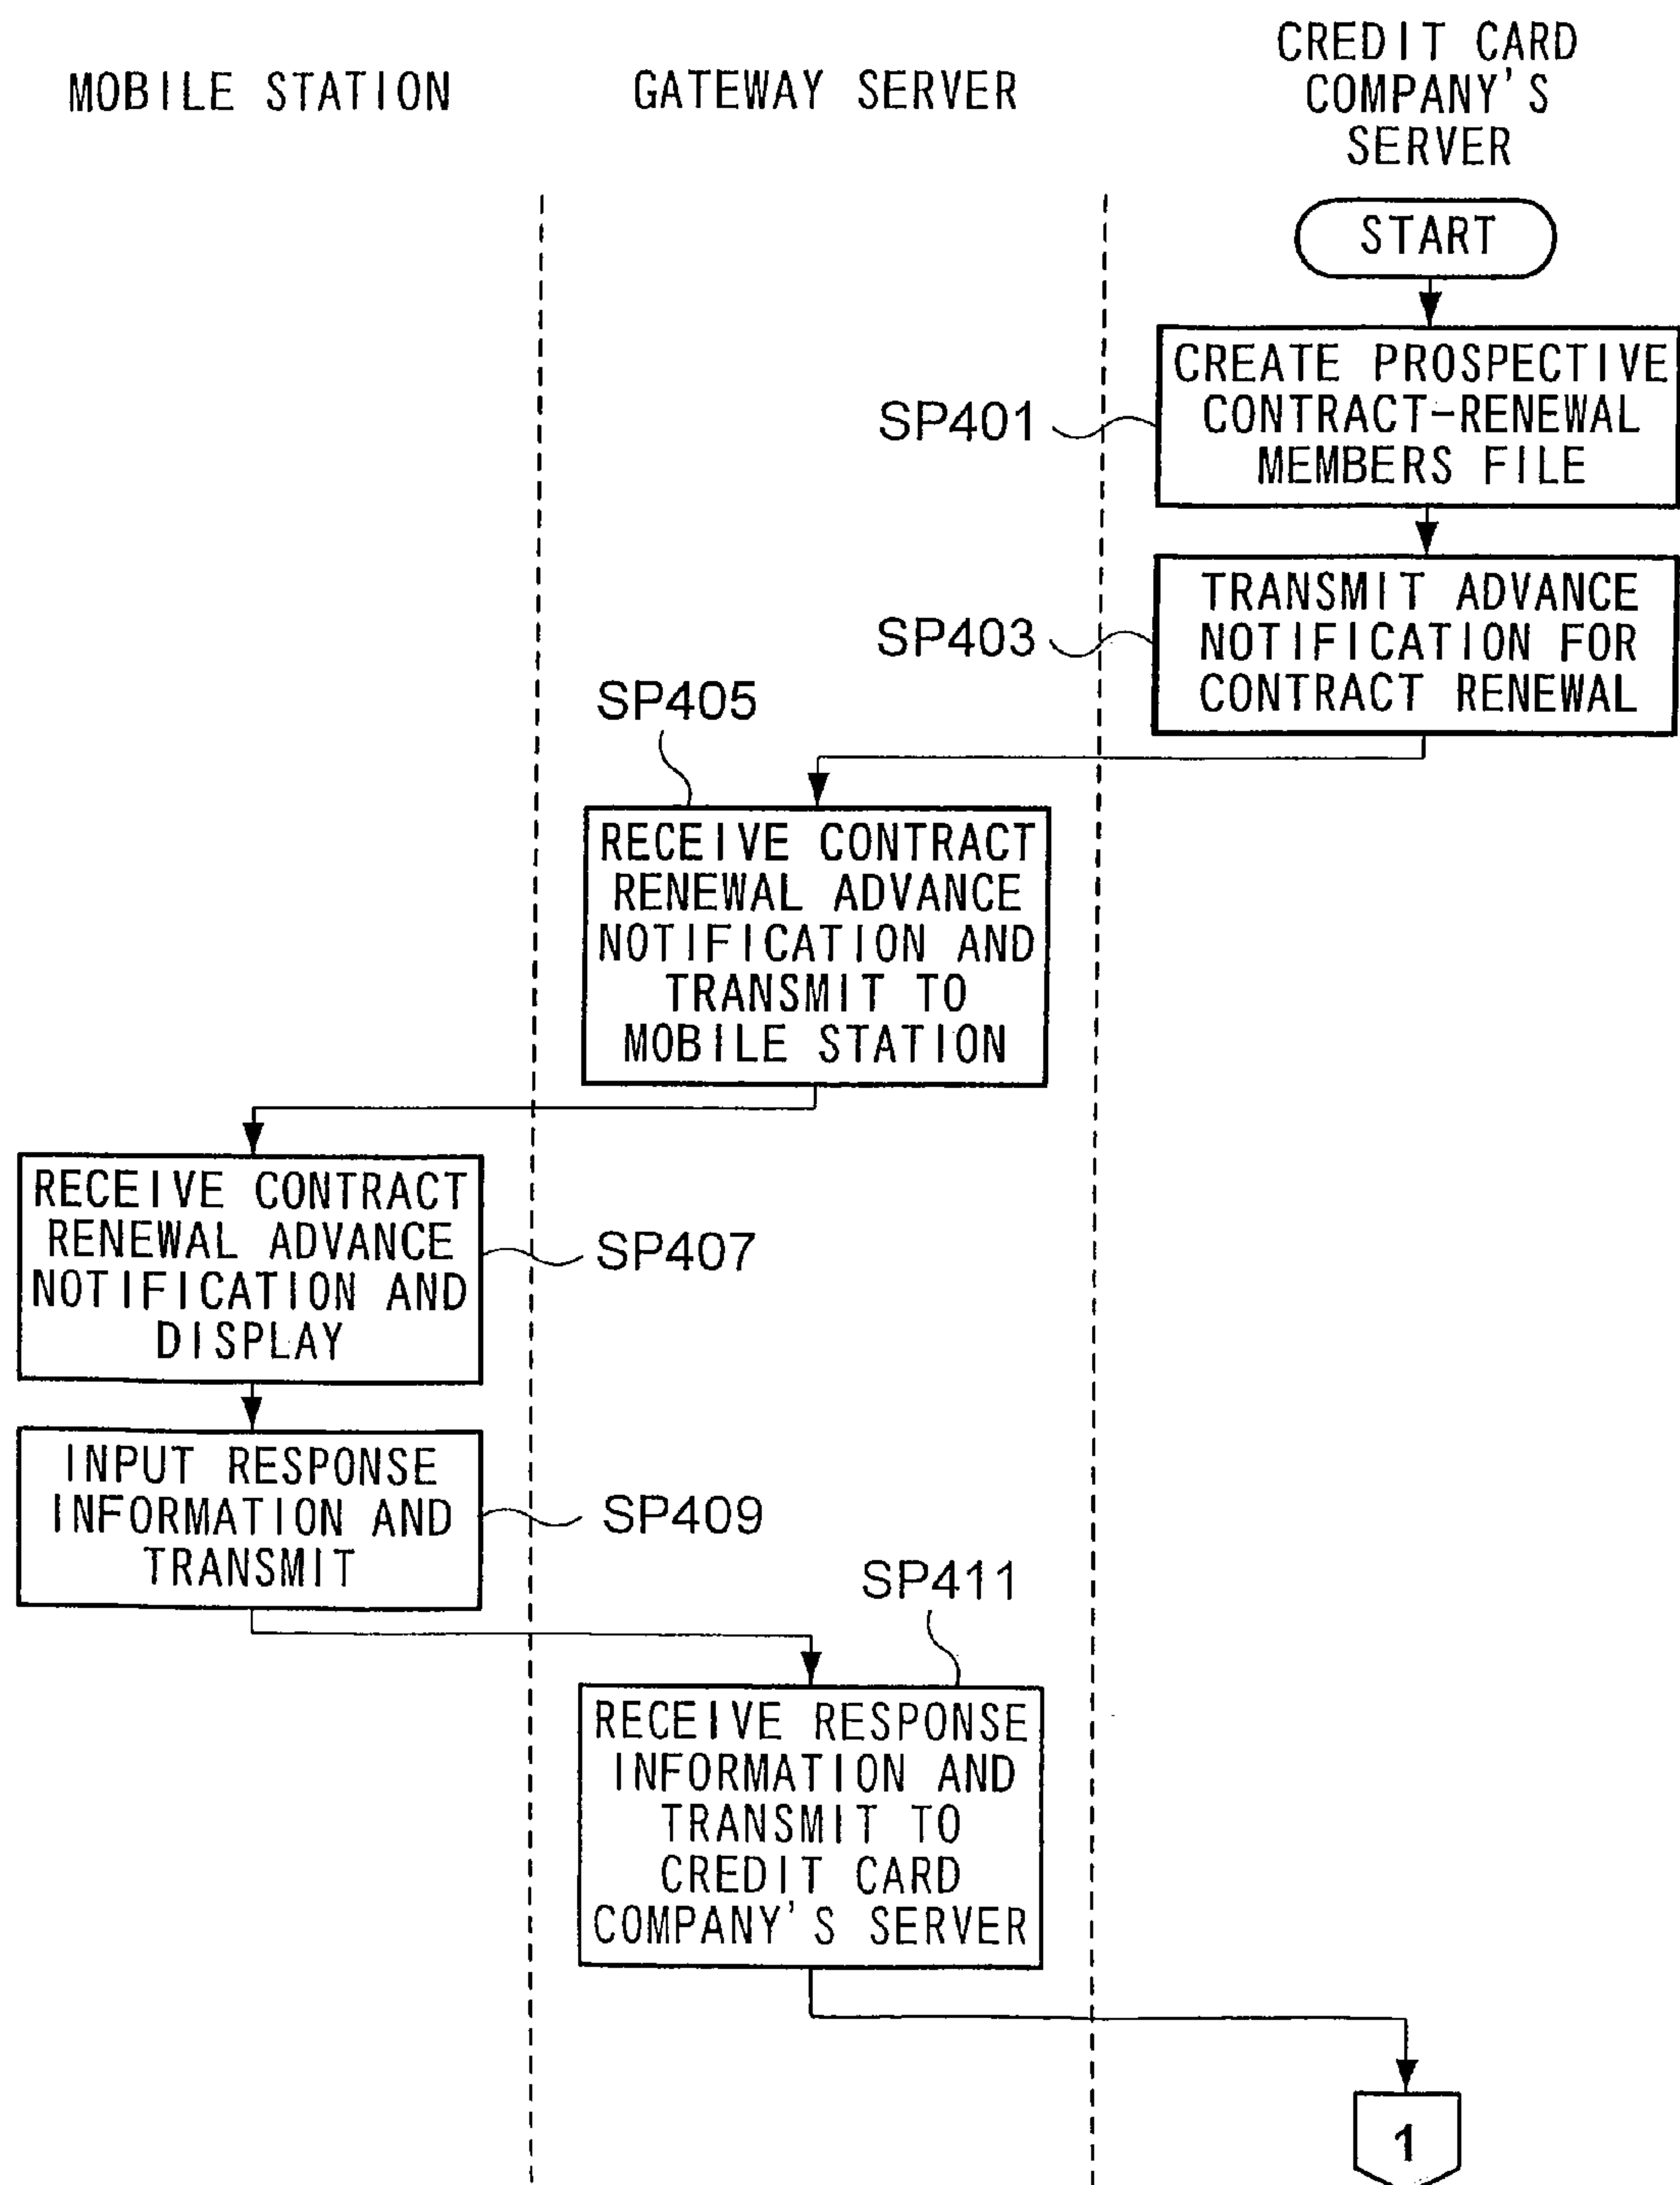 MOBILE STATION
GATEWAY SERVER
CREDIT CARD
COMPANY'S
SERVER
START
SP401
CREATE PROSPECTIVE
CONTRACT-RENEWAL
MEMBERS FILE
SP403
TRANSMIT ADVANCE
NOTIFICATION FOR
CONTRACT RENEWAL
SP405
RECEIVE CONTRACT
RENEWAL ADVANCE
NOTIFICATION AND
TRANSMIT TO
MOBILE STATION
RECEIVE CONTRACT
RENEWAL ADVANCE
NOTIFICATION AND
DISPLAY
SP407
INPUT RESPONSE
INFORMATION AND
TRANSMIT
SP409
SP411
RECEIVE RESPONSE
INFORMATION AND
TRANSMIT TO
CREDIT CARD
COMPANY'S SERVER
1